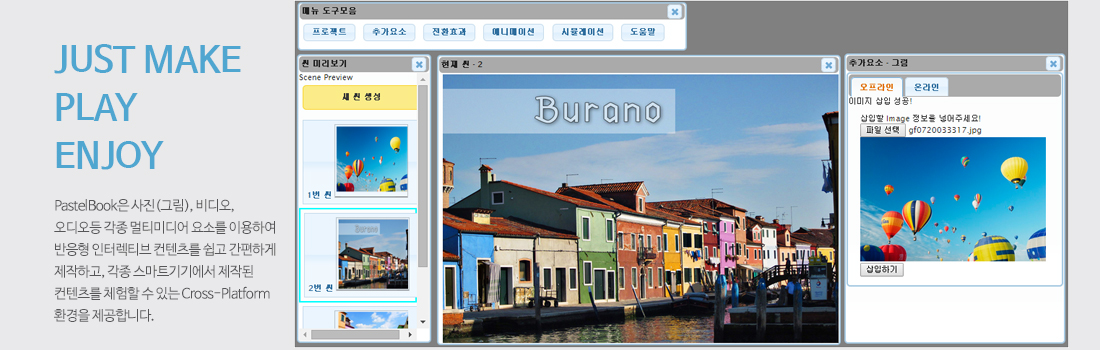 JUST MAKE
PLAY
ENJOY
PastelBook은 사진(그림), 비디오,
오디오등 각종 멀티미디어 요소를 이용하여
반응형 인터렉티브 컨텐츠를 쉽고 간편하게
제작하고, 각종 스마트기기에서 제작된
컨텐츠를 체험할 수 있는 Cross-Platform
환경을 제공합니다.
메뉴 도구모음
프로젝트 추가요소 전환효과 애니메이션 시뮬레이션 도움말
씬 미리보기
Scene Preview
새 씬 생성
1번 씬
Burano
2번 씬
현재 씬 - 2
Burano
추가요소 - 그림
오프라인 온라인
이미지 삽입 성공!
삽입할 Image 정보를 넣어주세요!
파일 선택 gf0720033317.jpg
삽입하기